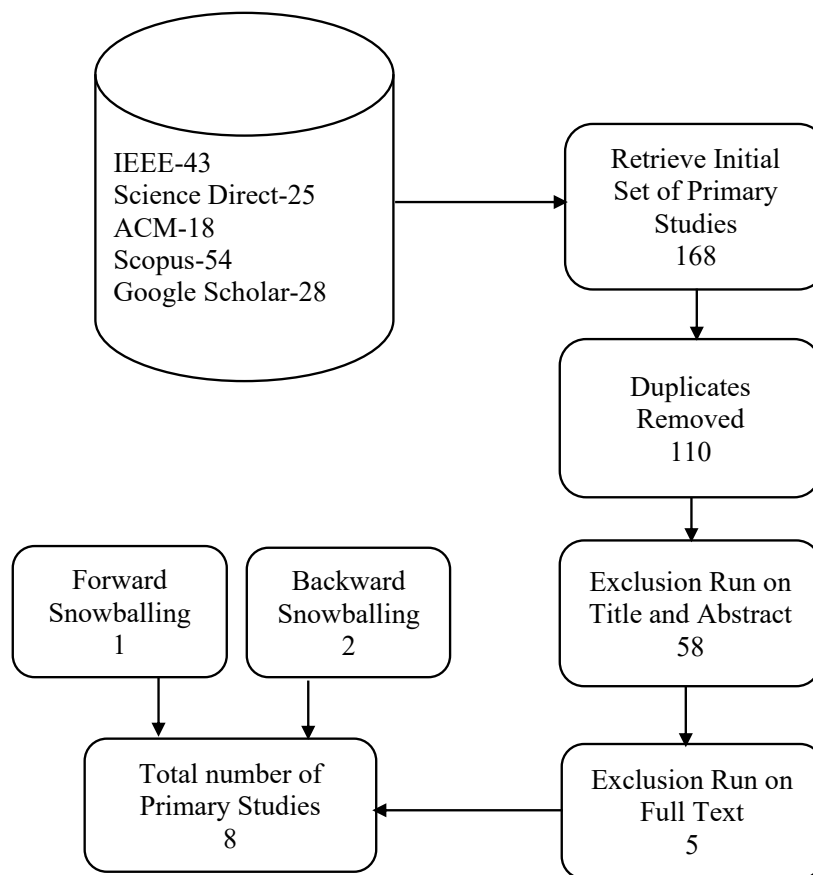 IEEE-43
Science Direct-25
ACM-18
Scopus-54
Google Scholar-28
Retrieve Initial
Set of Primary
Studies
168
Duplicates
Removed
110
Exclusion Run on
Title and Abstract
58
Exclusion Run on
Full Text
5
Forward
Snowballing
1
Backward
Snowballing
2
Total number of
Primary Studies
8